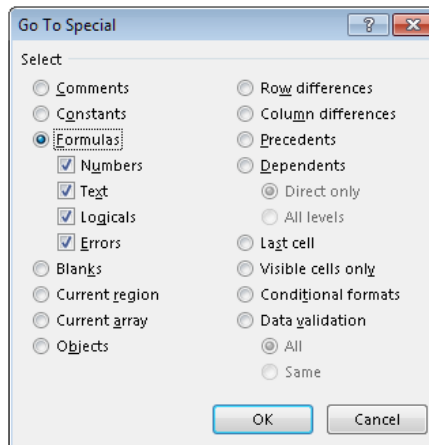 Go To Special
Select
Comments
Constants
Formulas
Numbers
Text
Logicals
Errors
Blanks
Current region
Current array
Objects
Row differences
Column differences
Precedents
Dependents
Direct only
All levels
Last cell
Visible cells only
Conditional formats
Data validation
All
Same
OK
Cancel